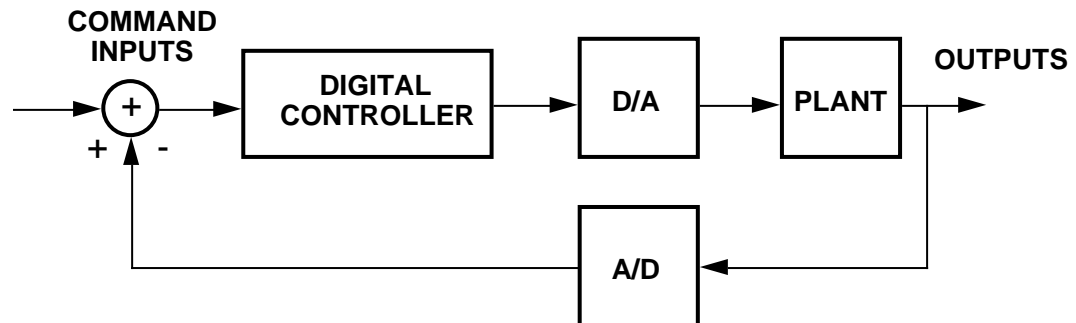 COMMAND
INPUTS
+
+ -
DIGITAL
CONTROLLER
D/A
PLANT
OUTPUTS
A/D